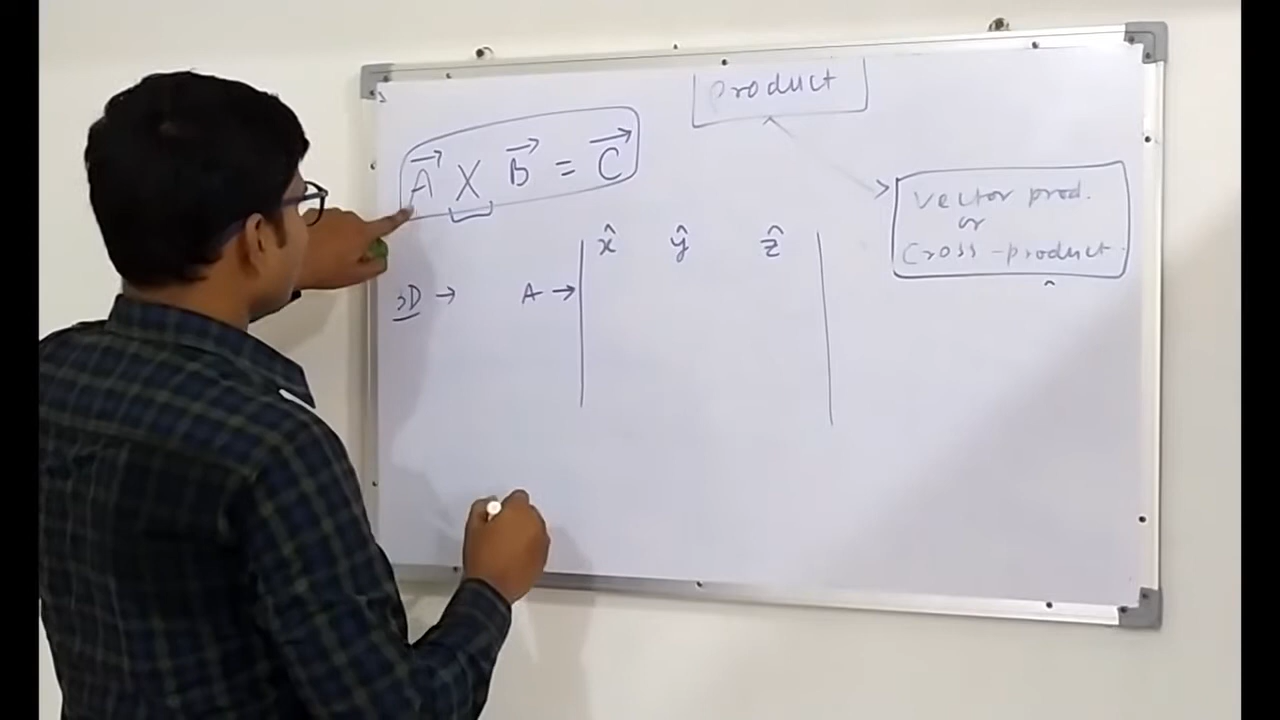 Product
A⃗ X B⃗ = C⃗
Vector prod.
or
Cross-product
x̂ ŷ ẑ
3D → A →